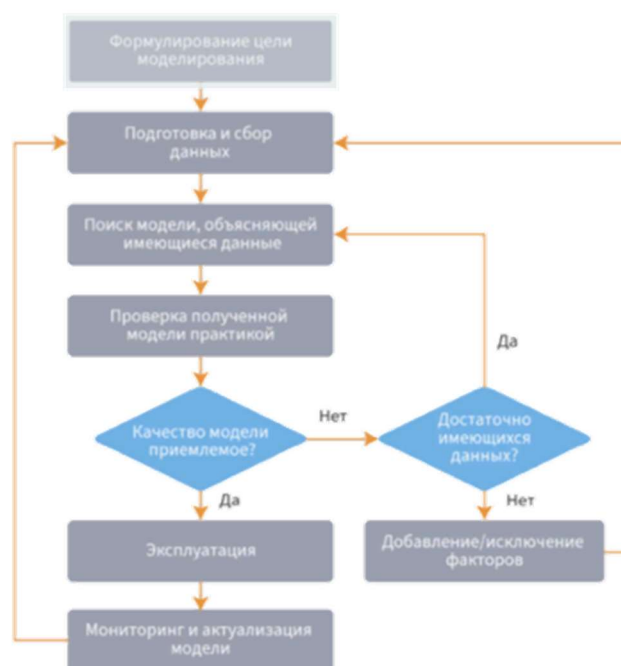 Формулирование цели
моделирования
Подготовка и сбор
данных
Поиск модели, объясняющей
имеющиеся данные
Проверка полученной
модели практикой
Да
Нет
Качество модели
приемлемое?
Достаточно
имеющихся
данных?
Да
Нет
Эксплуатация
Добавление/исключение
факторов
Мониторинг и актуализация
модели